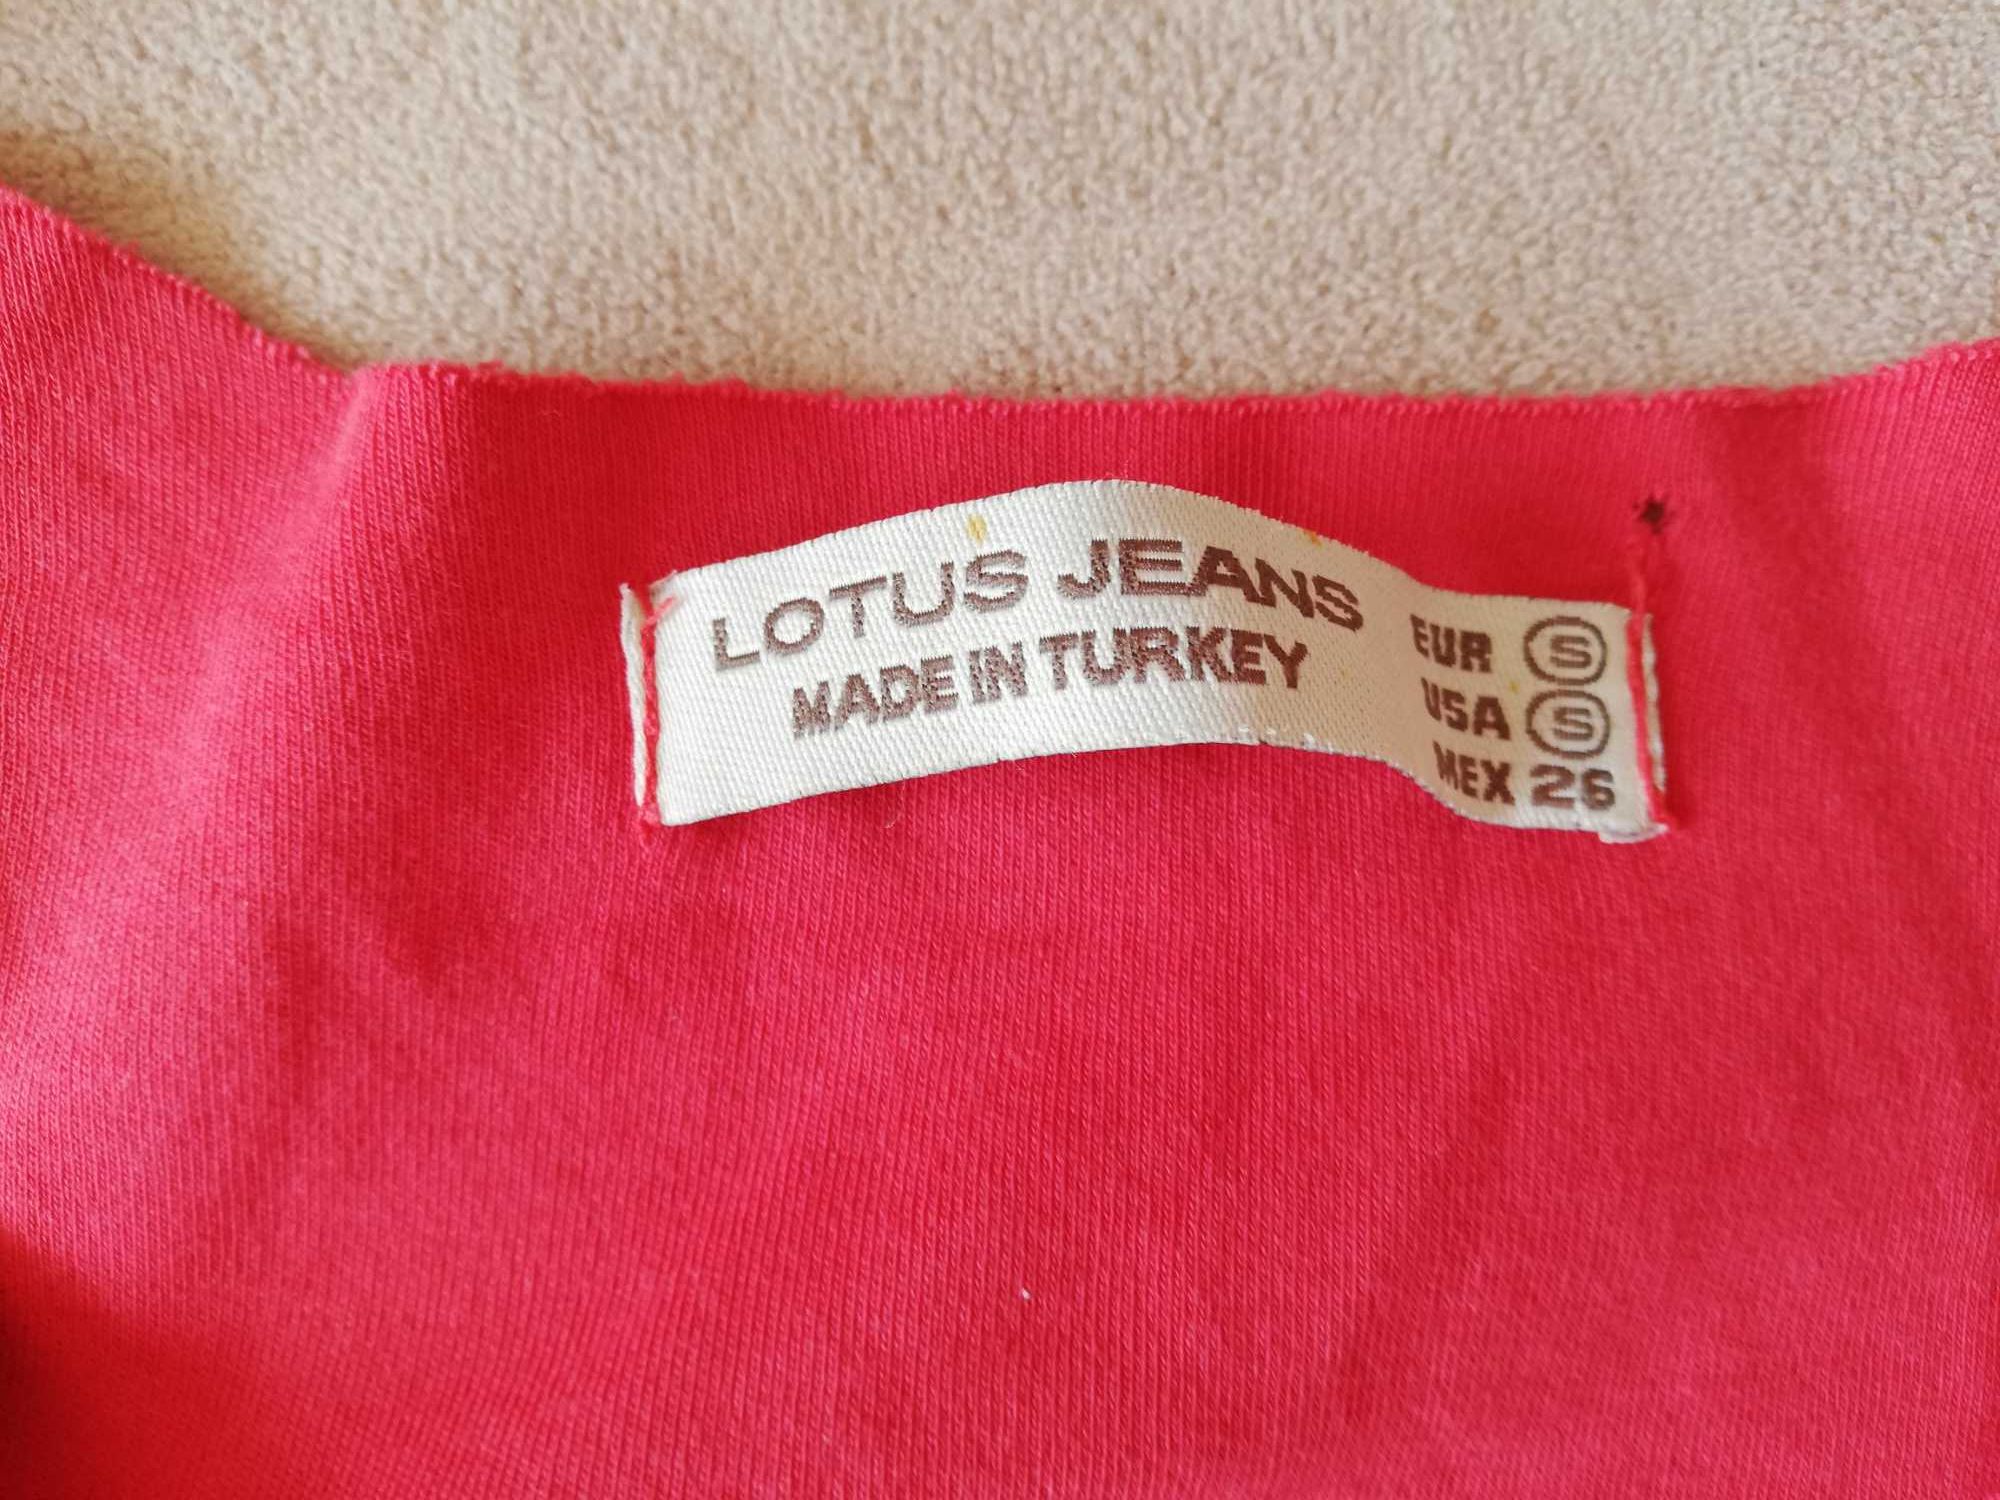 LOTUS JEANS
MADE IN TURKEY
EUR S
USA S
MEX 26